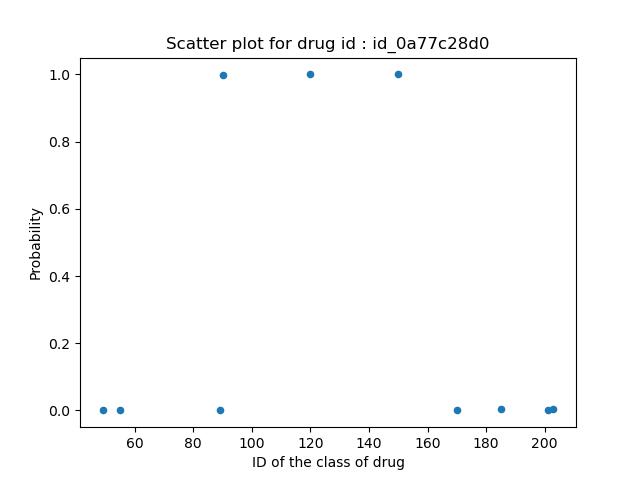 Scatter plot for drug id : id_0a77c28d0
1.0
0.8
0.6
0.4
0.2
0.0
Probability
60 80 100 120 140 160 180 200
ID of the class of drug